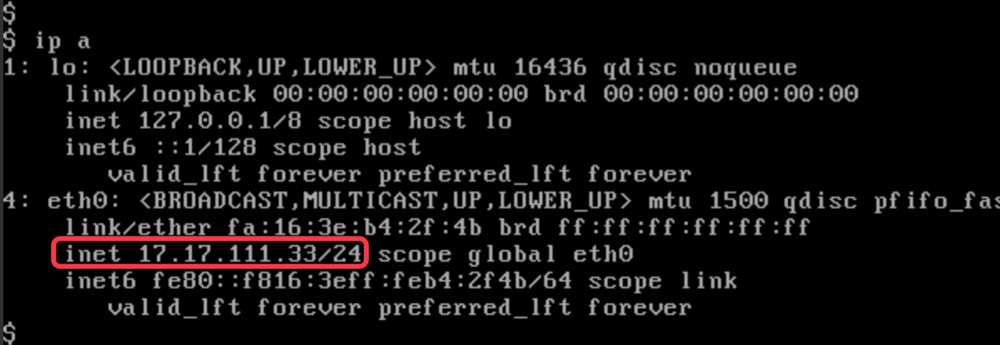 $
$ ip a
1: lo: <LOOPBACK,UP,LOWER_UP> mtu 16436 qdisc noqueue
link/loopback 00:00:00:00:00:00 brd 00:00:00:00:00:00
inet 127.0.0.1/8 scope host lo
inet6 ::1/128 scope host
valid_lft forever preferred_lft forever
4: eth0: <BROADCAST,MULTICAST,UP,LOWER_UP> mtu 1500 qdisc pfifo_fas
link/ether fa:16:3e:b4:2f:4b brd ff:ff:ff:ff:ff:ff
inet 17.17.111.33/24 scope global eth0
inet6 fe80::f816:3eff:feb4:2f4b/64 scope link
valid_lft forever preferred_lft forever
$